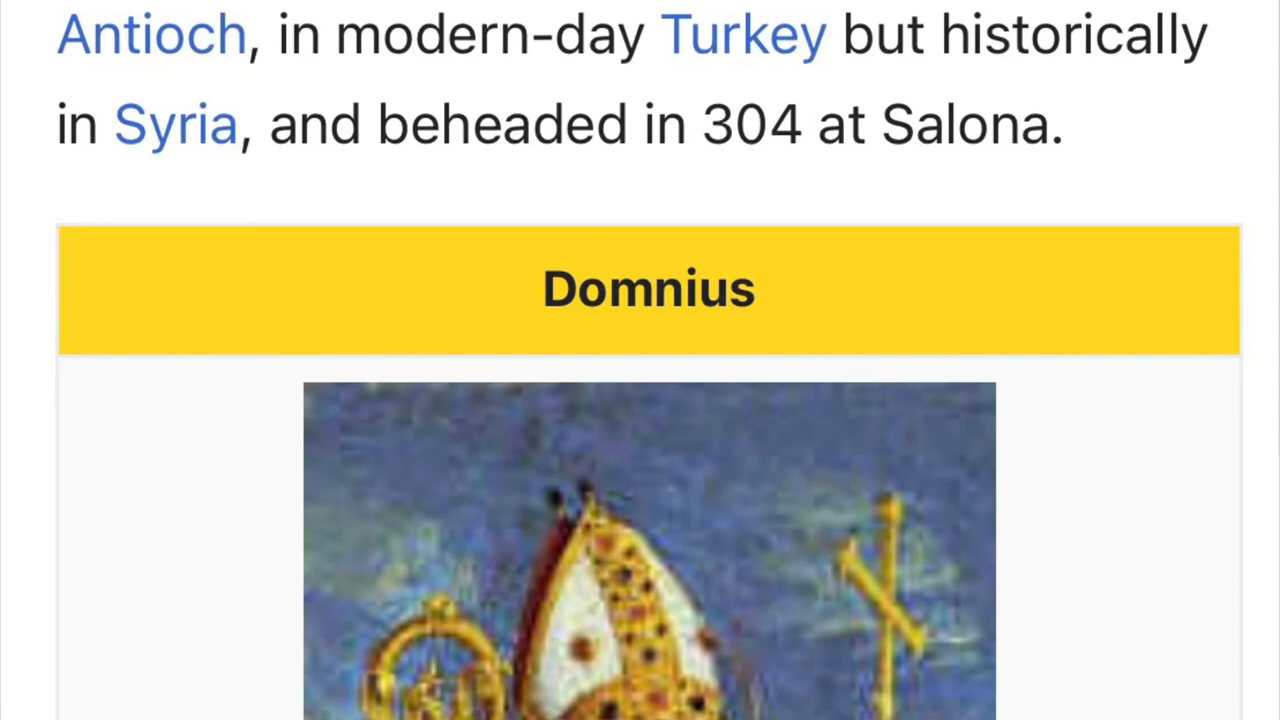 Antioch, in modern-day Turkey but historically
in Syria, and beheaded in 304 at Salona.
Domnius